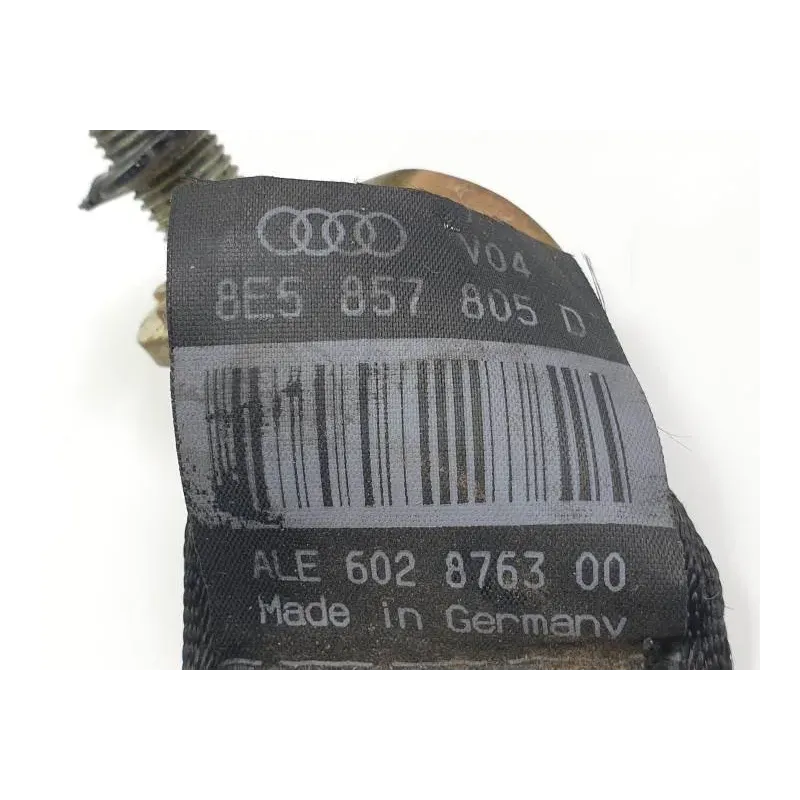 V04
8E5 857 805 D
ALE 602 8763 00
Made in Germany